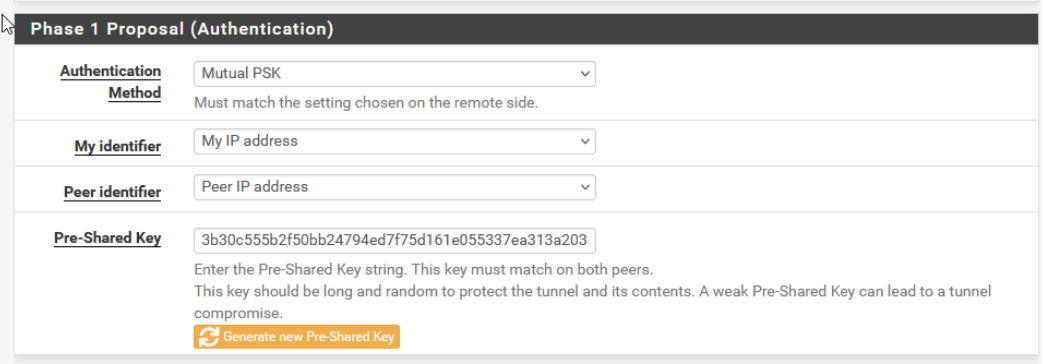 Phase 1 Proposal (Authentication)
Authentication Method
Mutual PSK
Must match the setting chosen on the remote side.
My identifier
My IP address
Peer identifier
Peer IP address
Pre-Shared Key
3b30c555b2f50bb24794ed7f75d161e055337ea313a203
Enter the Pre-Shared Key string. This key must match on both peers.
This key should be long and random to protect the tunnel and its contents. A weak Pre-Shared Key can lead to a tunnel
compromise.
Generate new Pre-Shared Key